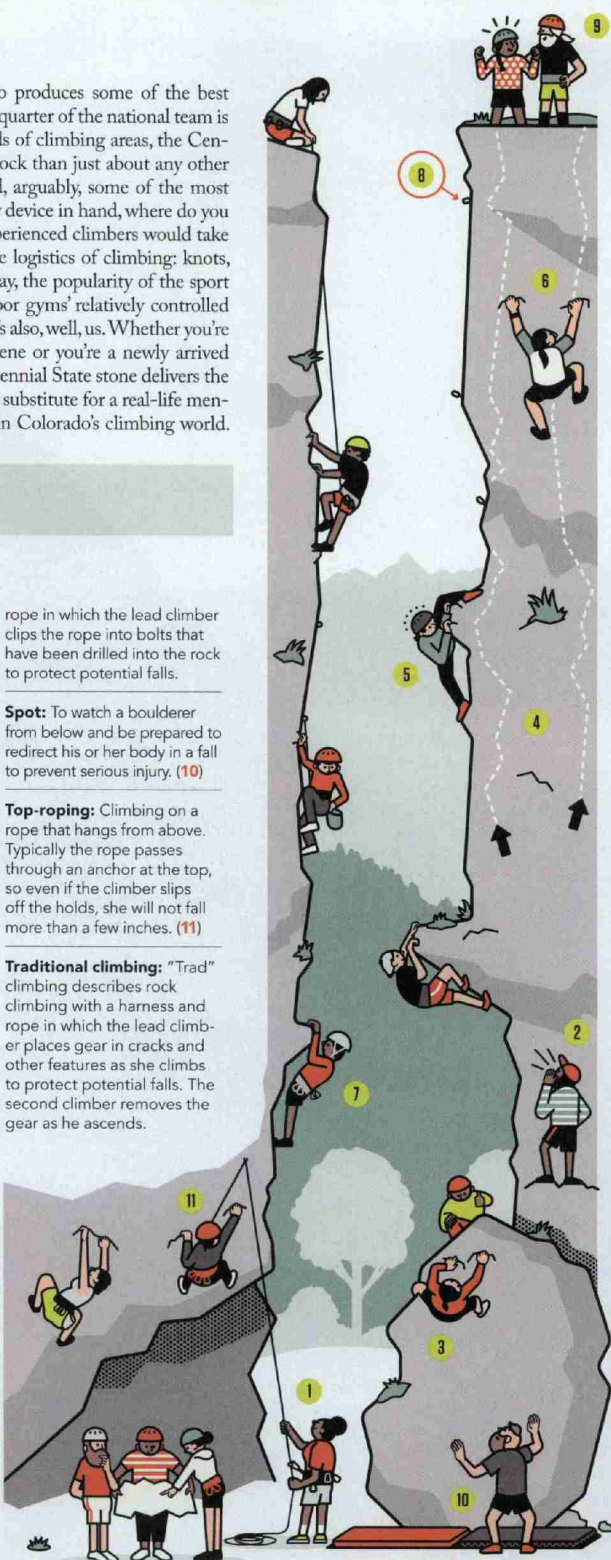 o produces some of the best
quarter of the national team is
ls of climbing areas, the Cen-
ock than just about any other
l, arguably, some of the most
device in hand, where do you
perienced climbers would take
e logistics of climbing: knots,
ay, the popularity of the sport
oor gyms' relatively controlled
's also, well, us. Whether you're
ene or you're a newly arrived
ennial State stone delivers the
substitute for a real-life men-
n Colorado's climbing world.
rope in which the lead climber
clips the rope into bolts that
have been drilled into the rock
to protect potential falls.
Spot: To watch a boulderer
from below and be prepared to
redirect his or her body in a fall
to prevent serious injury. (10)
Top-roping: Climbing on a
rope that hangs from above.
Typically the rope passes
through an anchor at the top,
so even if the climber slips
off the holds, she will not fall
more than a few inches. (11)
Traditional climbing: "Trad"
climbing describes rock
climbing with a harness and
rope in which the lead climb-
er places gear in cracks and
other features as she climbs
to protect potential falls. The
second climber removes the
gear as he ascends.
9
8
6
5
4
2
7
11
3
1
10